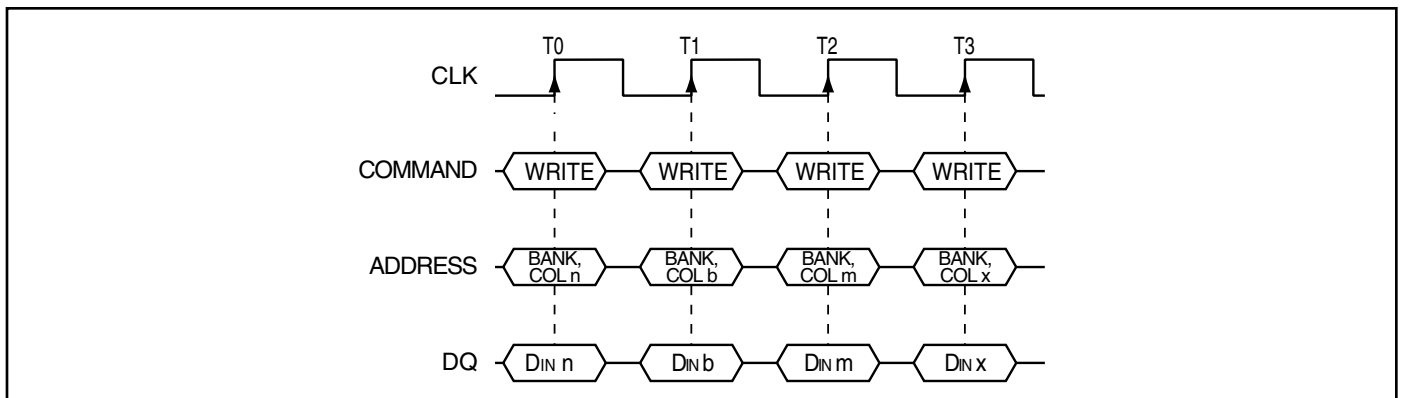 T0 T1 T2 T3
CLK
COMMAND WRITE WRITE WRITE WRITE
ADDRESS BANK, COL n BANK, COL b BANK, COL m BANK, COL x
DQ DIN n DIN b DIN m DIN x